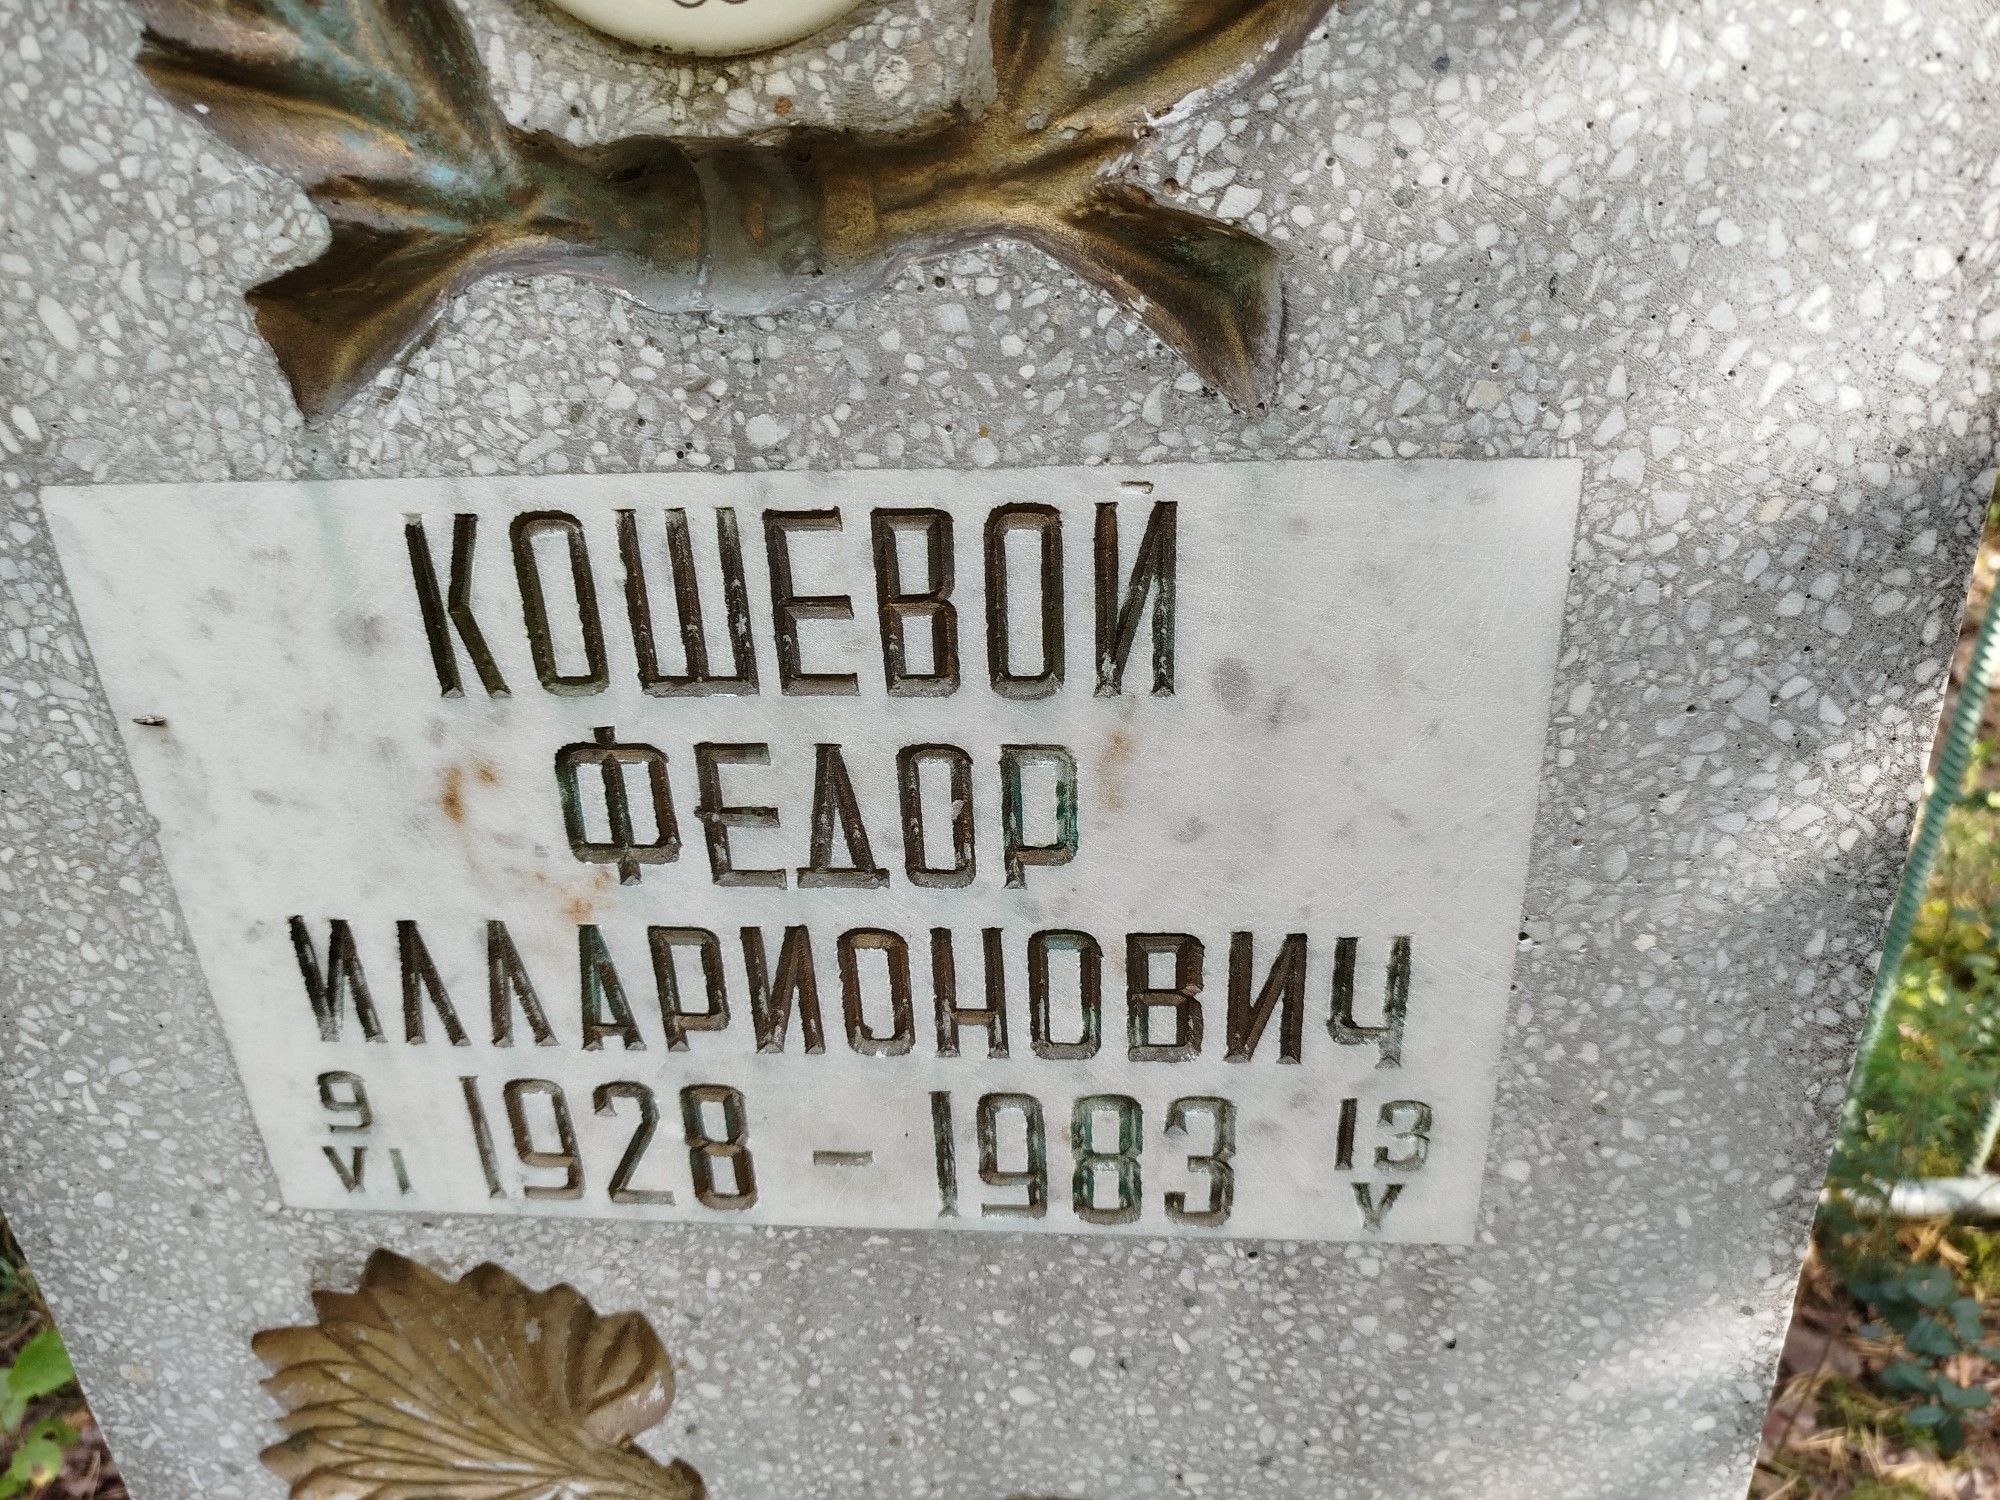 КОШЕВОЙ
ФЕДОР
ИЛЛАРИОНОВИЧ
9/VI 1928 – 1983 13/V